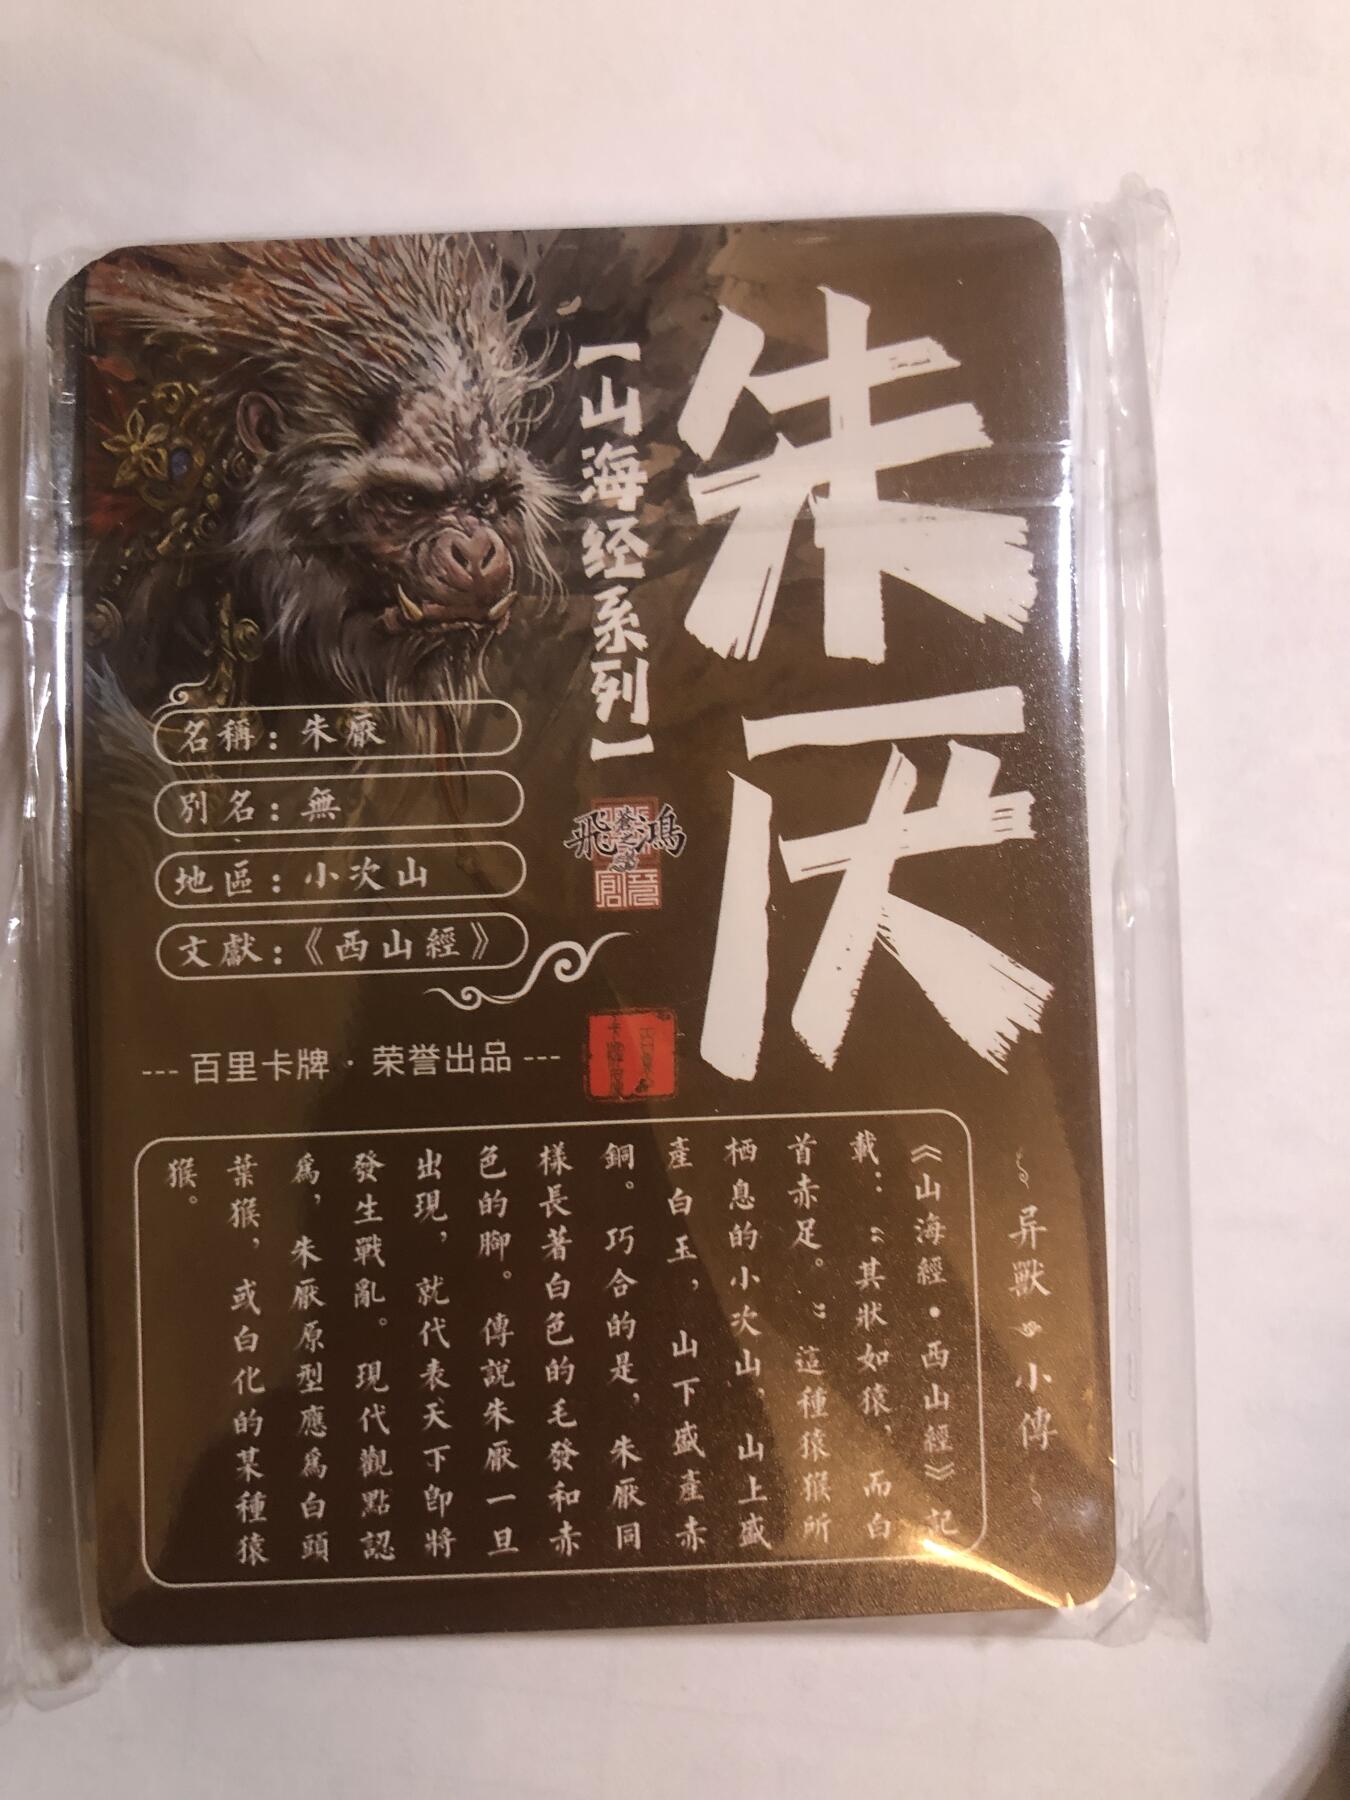 朱厌
【山海经系列】
飛鴻
蒼之
名稱：朱厭
別名：無
地區：小次山
文獻：《西山經》
--- 百里卡牌 · 荣誉出品 ---
异獸 小傳
《山海經•西山經》記
載：“其狀如猿，而白
首赤足。”這種猿猴所
栖息的小次山，山上盛
產白玉，山下盛產赤
銅。巧合的是，朱厭同
樣長著白色的毛發和赤
色的腳。傳說朱厭一旦
出現，就代表天下即將
發生戰亂。現代觀點認
爲，朱厭原型應爲白頭
葉猴，或白化的某種猿
猴。